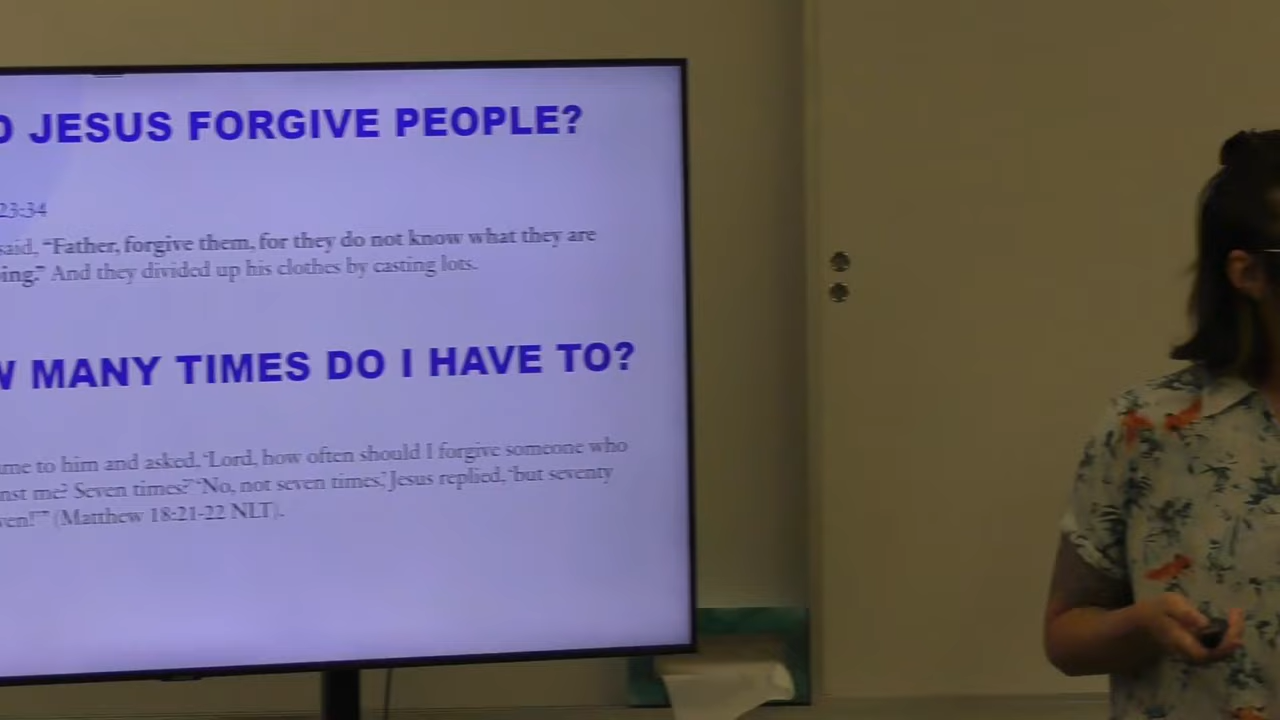 JESUS FORGIVE PEOPLE?
23:34
said, “Father, forgive them, for they do not know what they are
ing.” And they divided up his clothes by casting lots.
MANY TIMES DO I HAVE TO?
me to him and asked, ‘Lord, how often should I forgive someone who
nst me? Seven times?’ ‘No, not seven times,’ Jesus replied, ‘but seventy
ven!’” (Matthew 18:21-22 NLT).